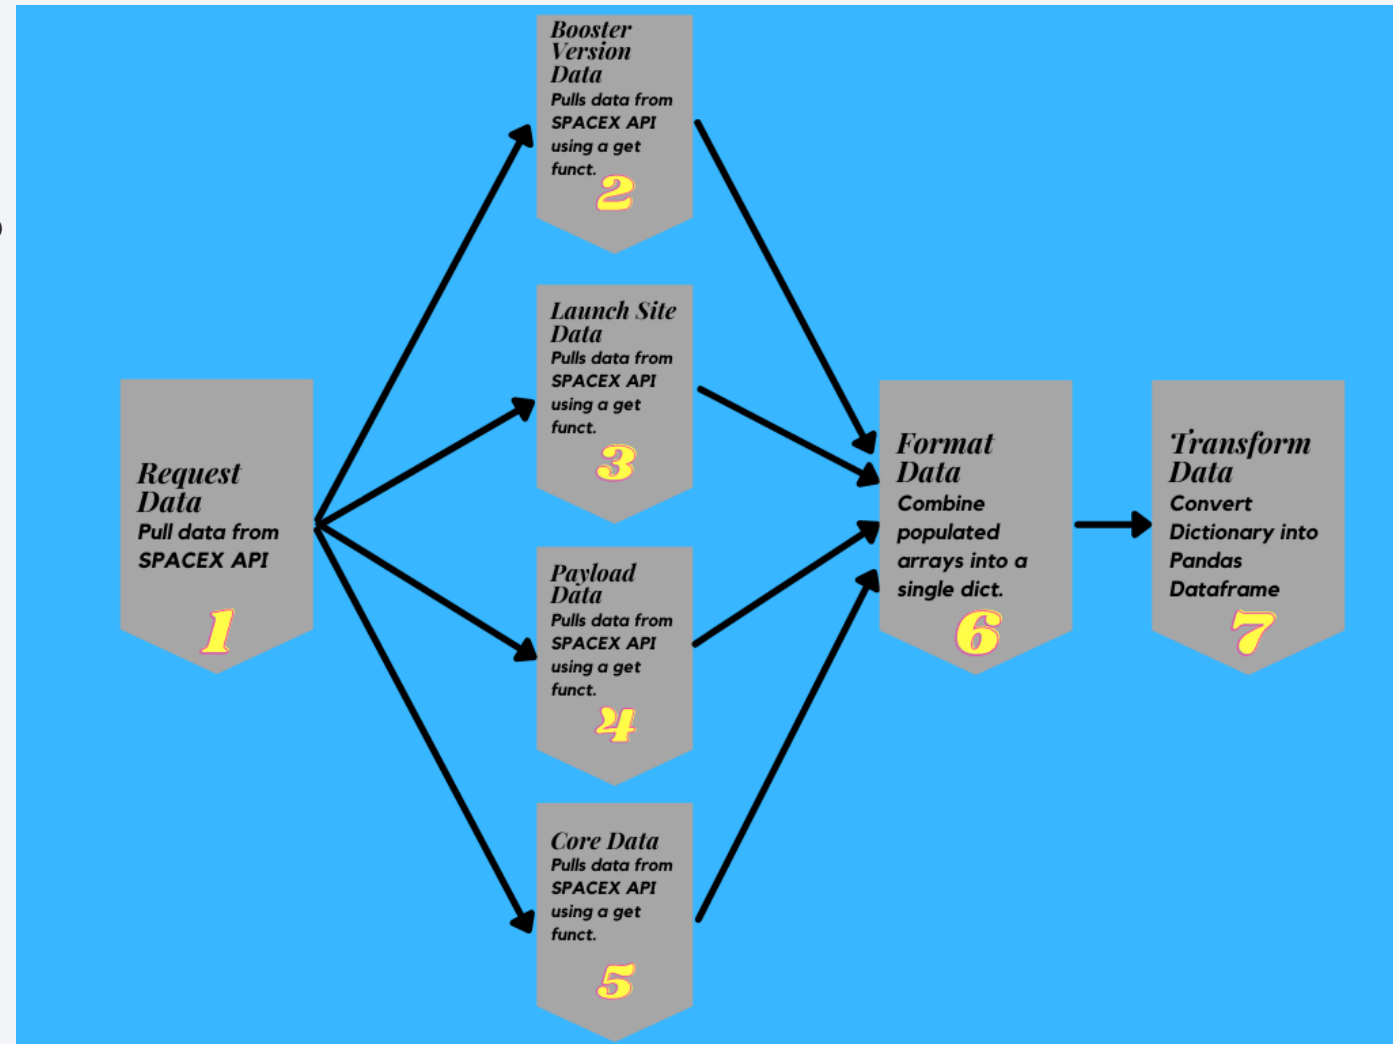 Request
Data
Pull data from
SPACEX API
1
Booster
Version
Data
Pulls data from
SPACEX API
using a get
funct.
2
Launch Site
Data
Pulls data from
SPACEX API
using a get
funct.
3
Payload
Data
Pulls data from
SPACEX API
using a get
funct.
4
Core Data
Pulls data from
SPACEX API
using a get
funct.
5
Format
Data
Combine
populated
arrays into a
single dict.
6
Transform
Data
Convert
Dictionary into
Pandas
Dataframe
7